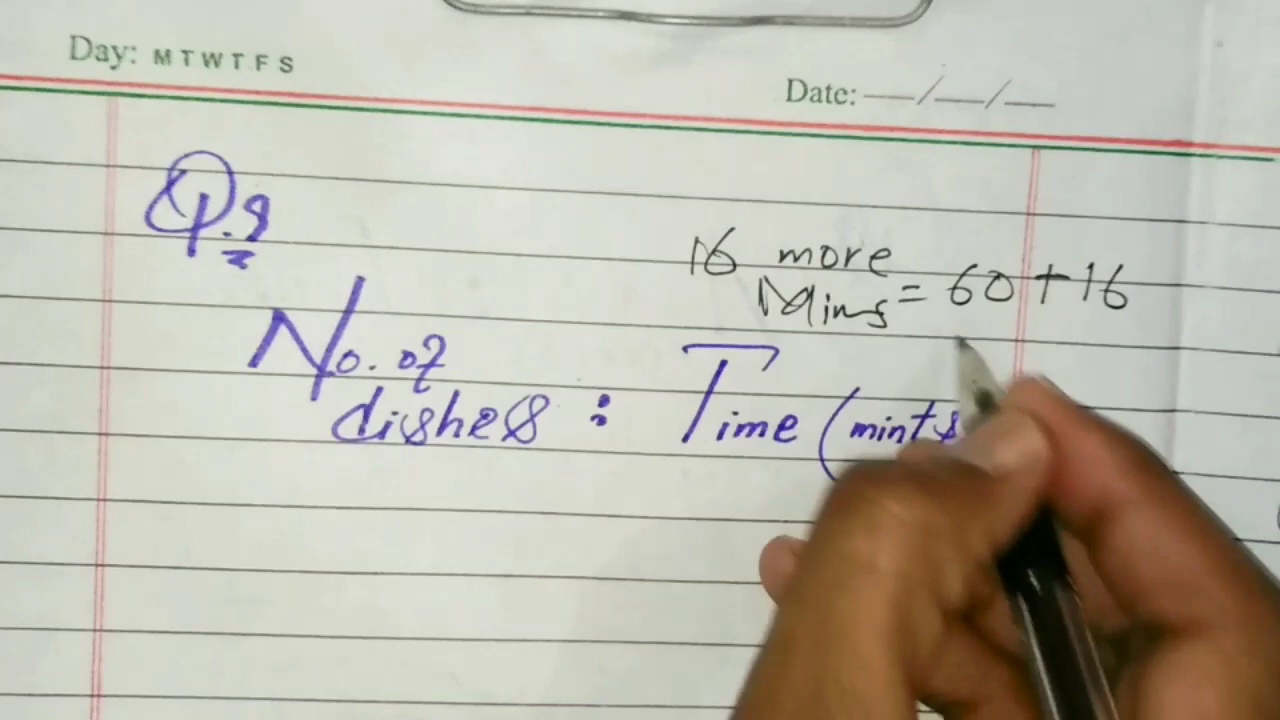 Day: M T W T F S
Date: __/__/__
Q.9
16 more
Mins = 60+16
No. of
dishes : Time (mints